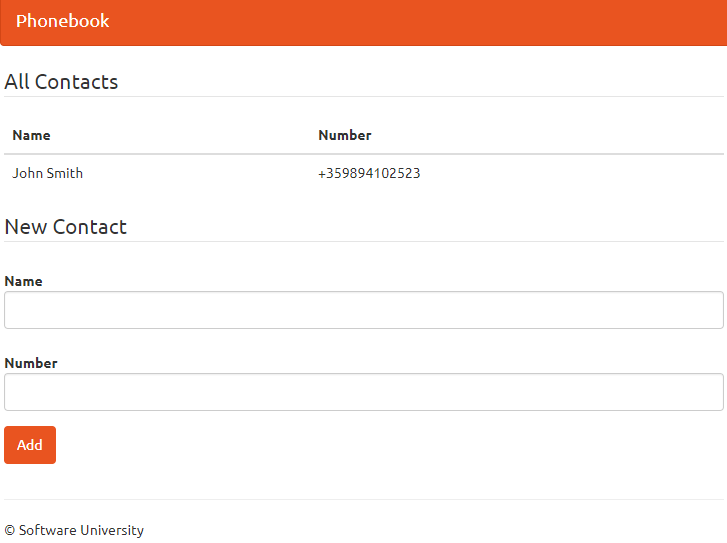 Phonebook
All Contacts
Name Number
John Smith +359894102523
New Contact
Name
Number
Add
© Software University